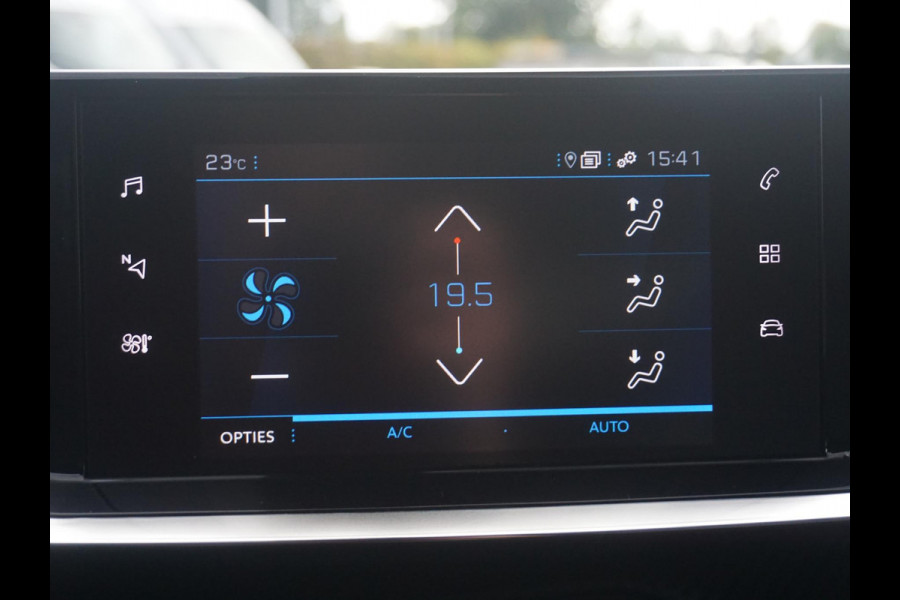 23°C
15:41
N
19.5
OPTIES
A/C
AUTO